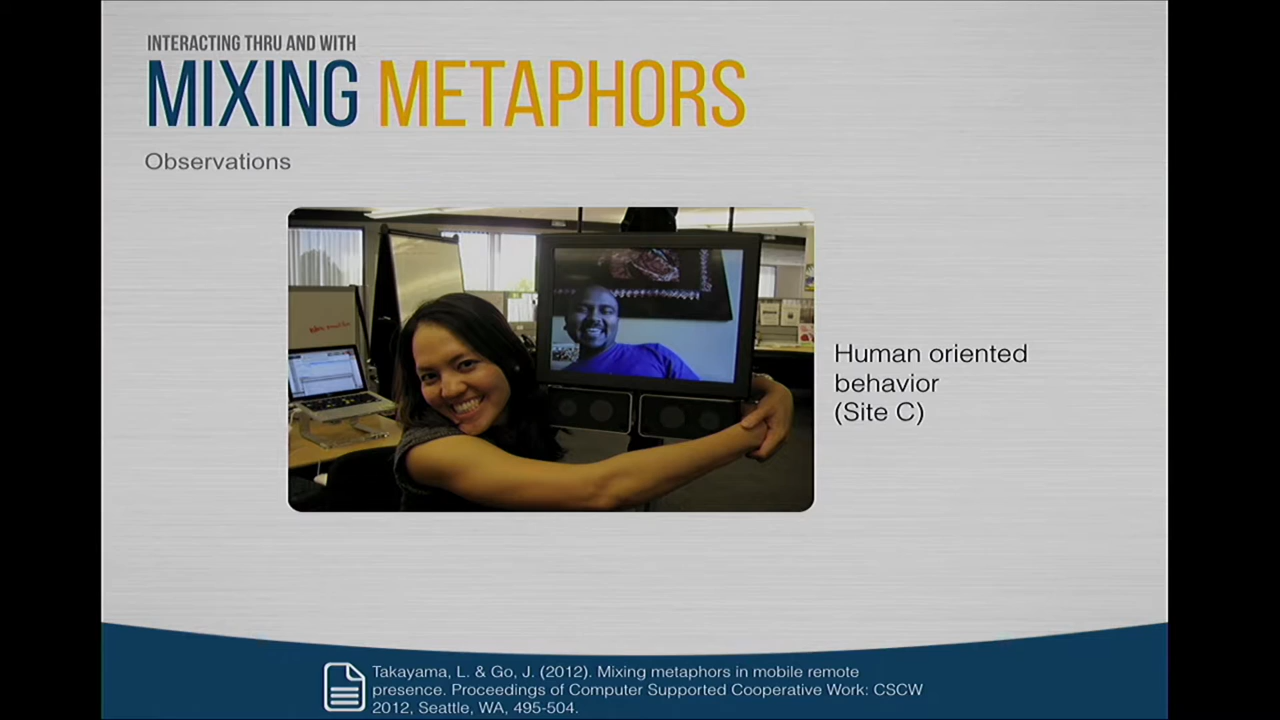 INTERACTING THRU AND WITH
MIXING METAPHORS
Observations
Human oriented
behavior
(Site C)
Takayama, L. & Go, J. (2012). Mixing metaphors in mobile remote
presence. Proceedings of Computer Supported Cooperative Work: CSCW
2012, Seattle, WA, 495-504.